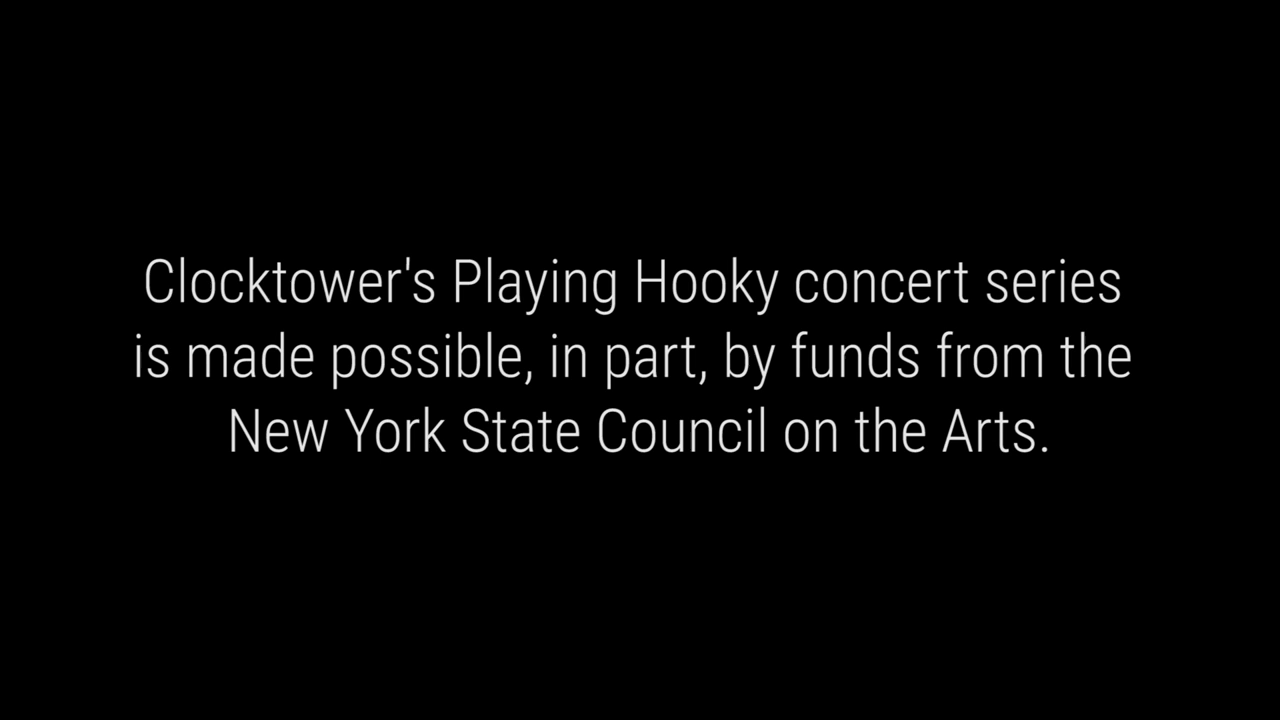 Clocktower's Playing Hooky concert series
is made possible, in part, by funds from the
New York State Council on the Arts.